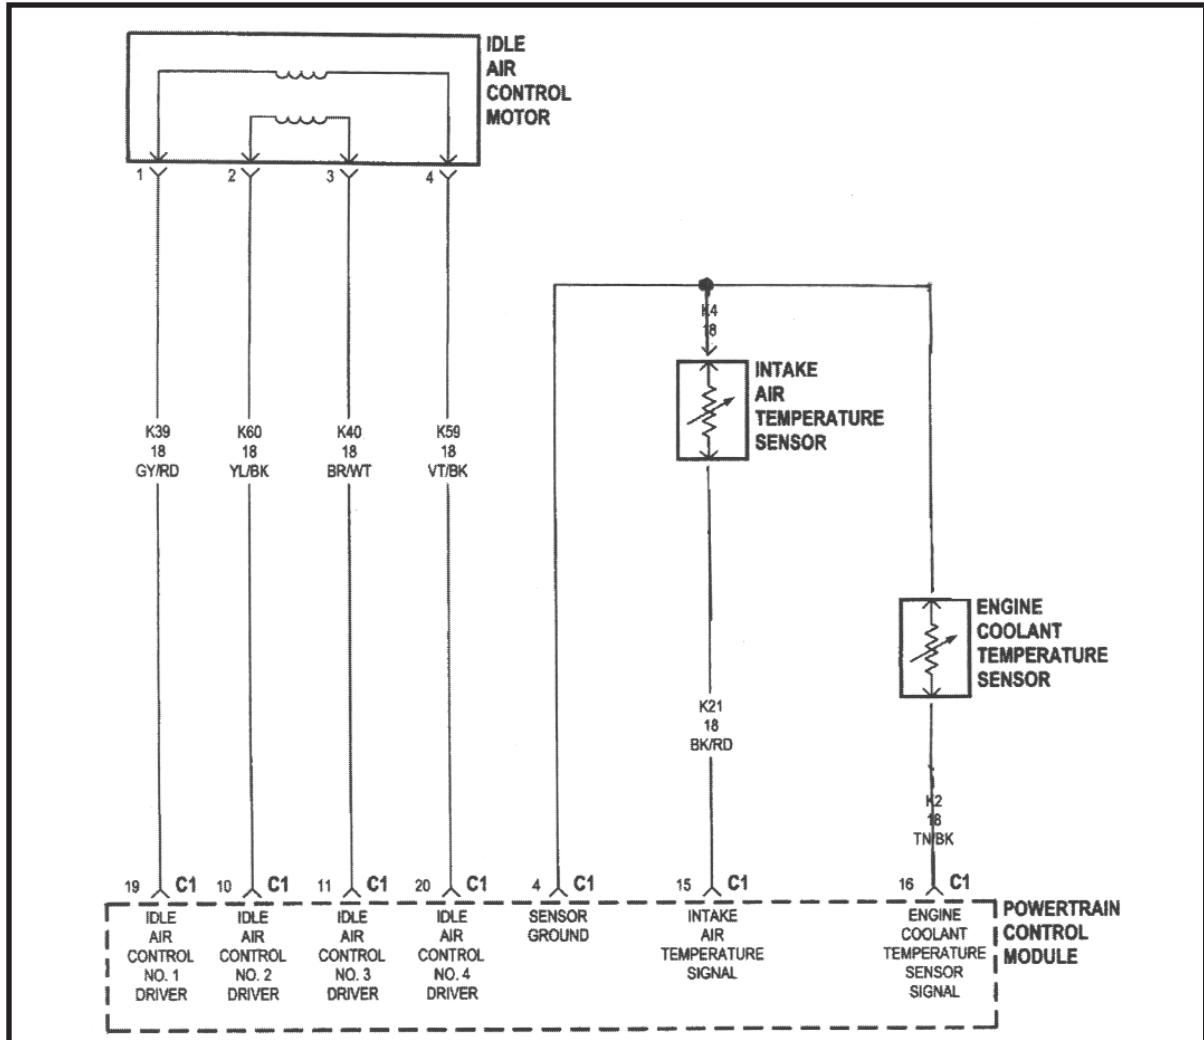 IDLE
AIR
CONTROL
MOTOR
1
2
3
4
K4
18
INTAKE
AIR
TEMPERATURE
SENSOR
K39
18
GY/RD
K60
18
YL/BK
K40
18
BR/WT
K59
18
VT/BK
ENGINE
COOLANT
TEMPERATURE
SENSOR
K21
18
BK/RD
K2
18
TN/BK
19 C1
10 C1
11 C1
20 C1
4 C1
15 C1
16 C1
IDLE
AIR
CONTROL
NO. 1
DRIVER
IDLE
AIR
CONTROL
NO. 2
DRIVER
IDLE
AIR
CONTROL
NO. 3
DRIVER
IDLE
AIR
CONTROL
NO. 4
DRIVER
SENSOR
GROUND
INTAKE
AIR
TEMPERATURE
SIGNAL
ENGINE
COOLANT
TEMPERATURE
SENSOR
SIGNAL
POWERTRAIN
CONTROL
MODULE